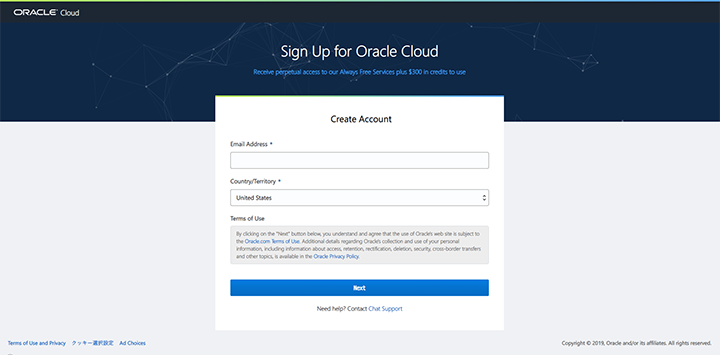 ORACLE Cloud
Sign Up for Oracle Cloud
Receive perpetual access to our Always Free Services plus $300 in credits to use
Create Account
Email Address *
Country/Territory *
United States
Terms of Use
By clicking on the "Next" button below, you understand and agree that the use of Oracle's web site is subject to
the Oracle.com Terms of Use. Additional details regarding Oracle's collection and use of your personal
information, including information about access, retention, rectification, deletion, security, cross-border transfers
and other topics, is available in the Oracle Privacy Policy.
Next
Need help? Contact Chat Support
Terms of Use and Privacy クッキー選択設定 Ad Choices
Copyright © 2019, Oracle and/or its affiliates. All rights reserved.